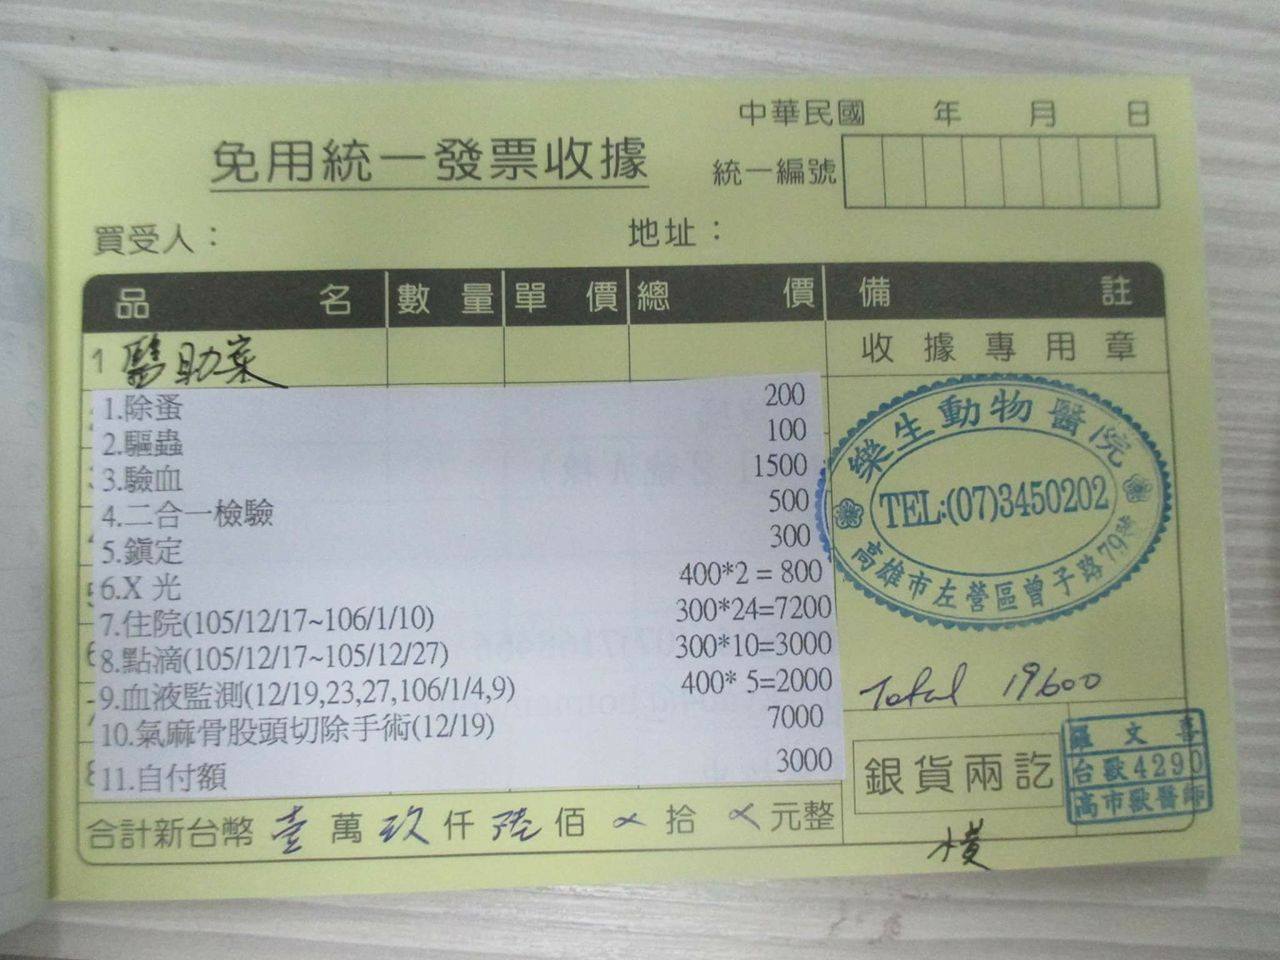 中華民國 年 月 日
免用統一發票收據
統一編號
買受人： 地址：
品名 數量 單價 總價 備註
1 醫助案
收據專用章
1.除蚤 200
2.驅蟲 100
3.驗血 1500
4.二合一檢驗 500
5.鎮定 300
6.X 光 400*2 = 800
7.住院(105/12/17~106/1/10) 300*24=7200
8.點滴(105/12/17~105/12/27) 300*10=3000
9.血液監測(12/19,23,27,106/1/4,9) 400* 5=2000
10.氣麻骨股頭切除手術(12/19) 7000
11.自付額 3000
樂生動物醫院
TEL:(07)3450202
高雄市左營區曾子路79號
Total 19600
銀貨兩訖
羅文喜
台獸4290
高市獸醫師
合計新台幣 壹 萬 玖 仟 陸 佰 × 拾 × 元整